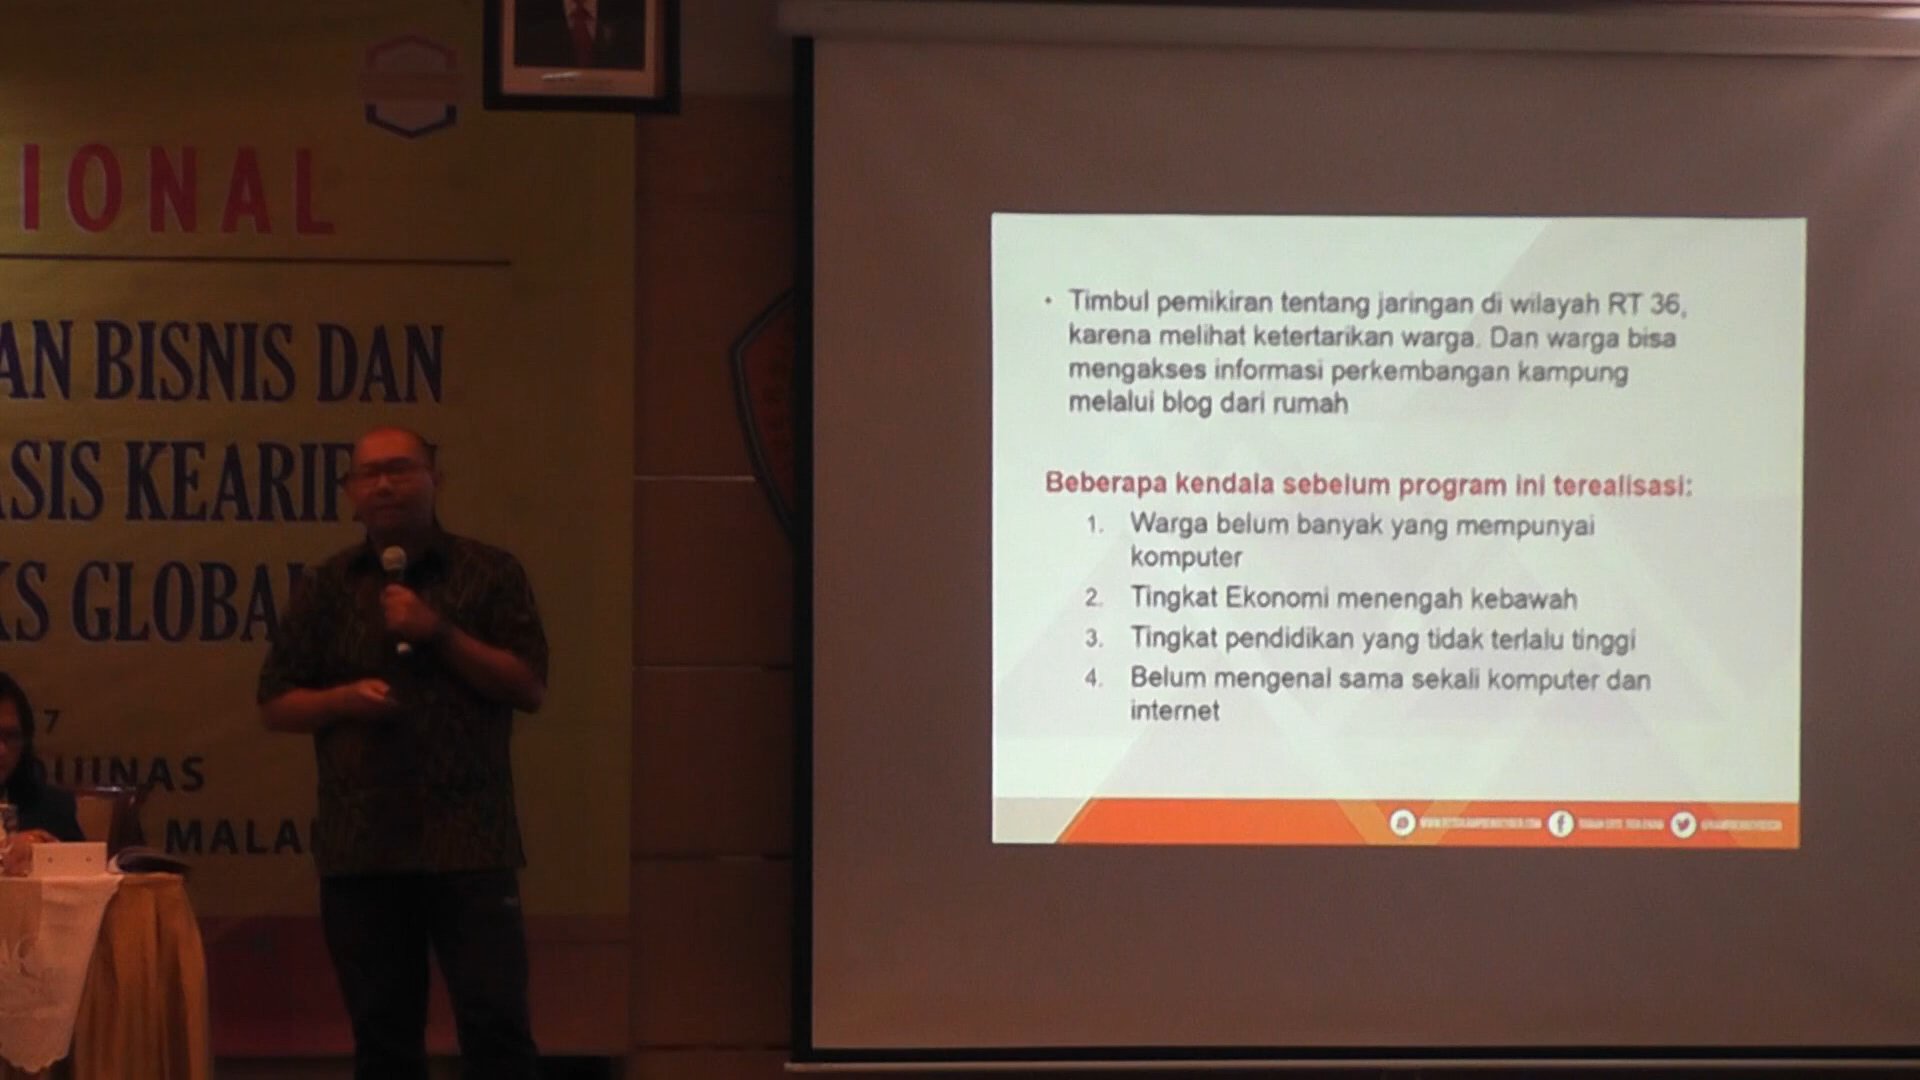 IONAL
AN BISNIS DAN
SIS KEARIF
KS GLOBA
7
UINAS
MALA
• Timbul pemikiran tentang jaringan di wilayah RT 36,
karena melihat ketertarikan warga. Dan warga bisa
mengakses informasi perkembangan kampung
melalui blog dari rumah
Beberapa kendala sebelum program ini terealisasi:
1. Warga belum banyak yang mempunyai
komputer
2. Tingkat Ekonomi menengah kebawah
3. Tingkat pendidikan yang tidak terlalu tinggi
4. Belum mengenal sama sekali komputer dan
internet